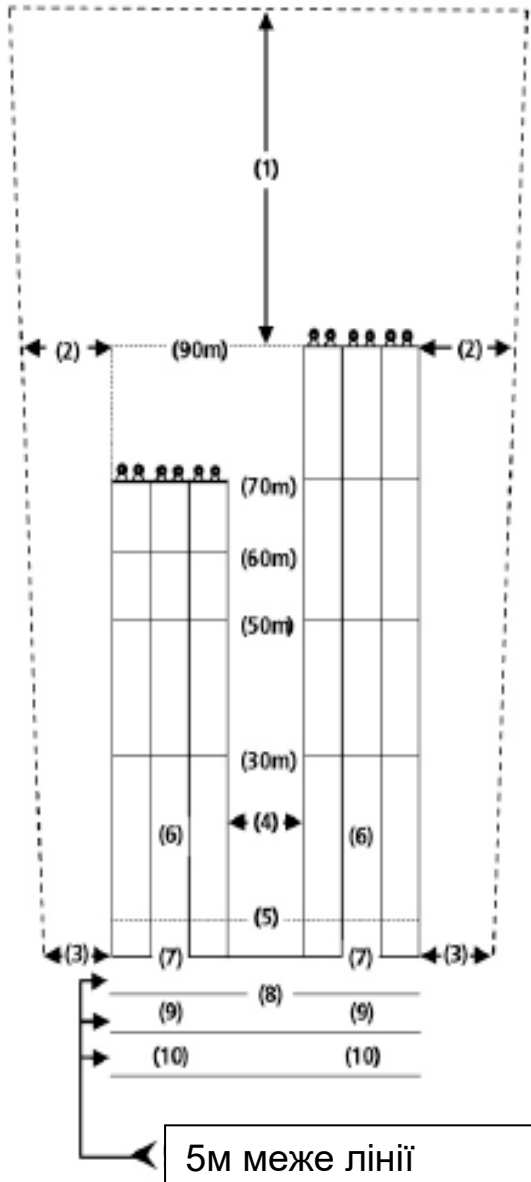 (1)
(2) (90m) (2)
(70m)
(60m)
(50m)
(30m)
(6) (4) (6)
(5)
(3) (7) (7) (3)
(8)
(9) (9)
(10) (10)
5м меже лінії